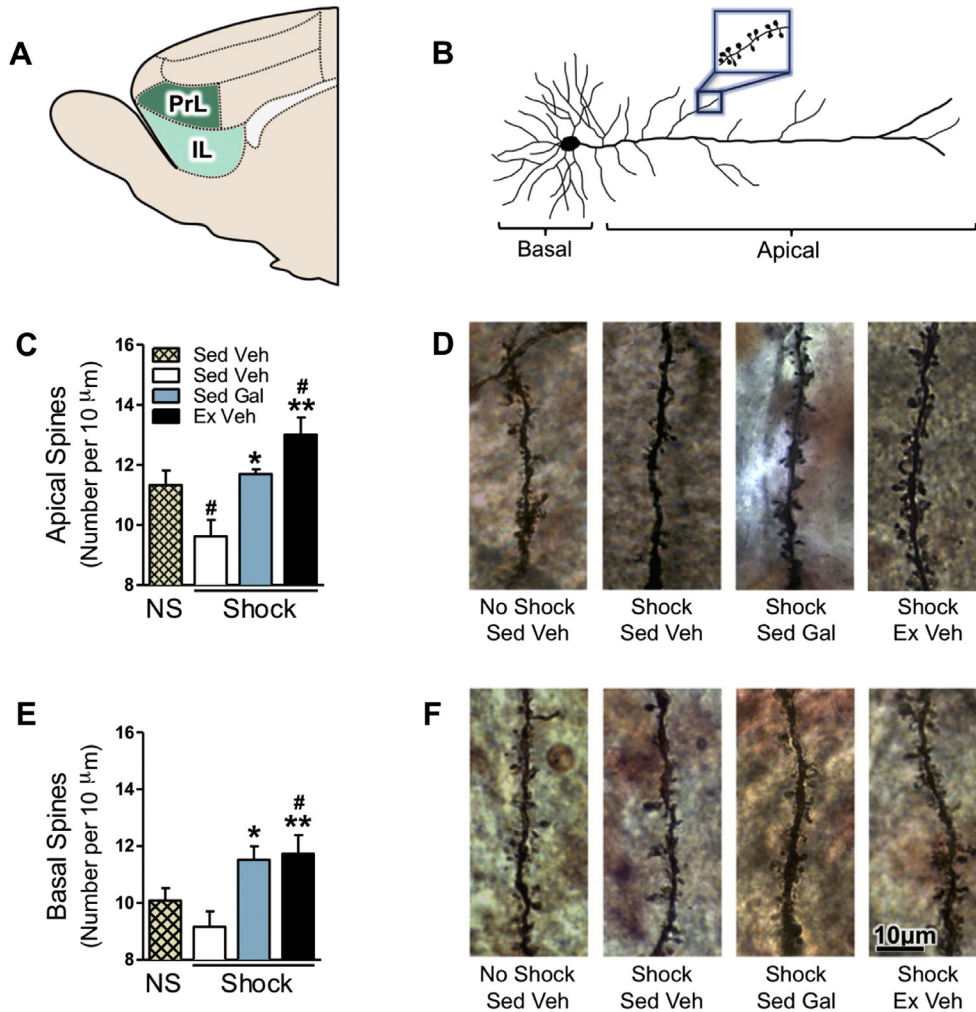 A
PrL
IL
B
Basal
Apical
C
Apical Spines
(Number per 10 μm)
16
14
12
10
8
Sed Veh
Sed Veh
Sed Gal
Ex Veh
#
*
#
**
NS
Shock
D
No Shock
Sed Veh
Shock
Sed Veh
Shock
Sed Gal
Shock
Ex Veh
E
Basal Spines
(Number per 10 μm)
16
14
12
10
8
*
#
**
NS
Shock
F
10μm
No Shock
Sed Veh
Shock
Sed Veh
Shock
Sed Gal
Shock
Ex Veh